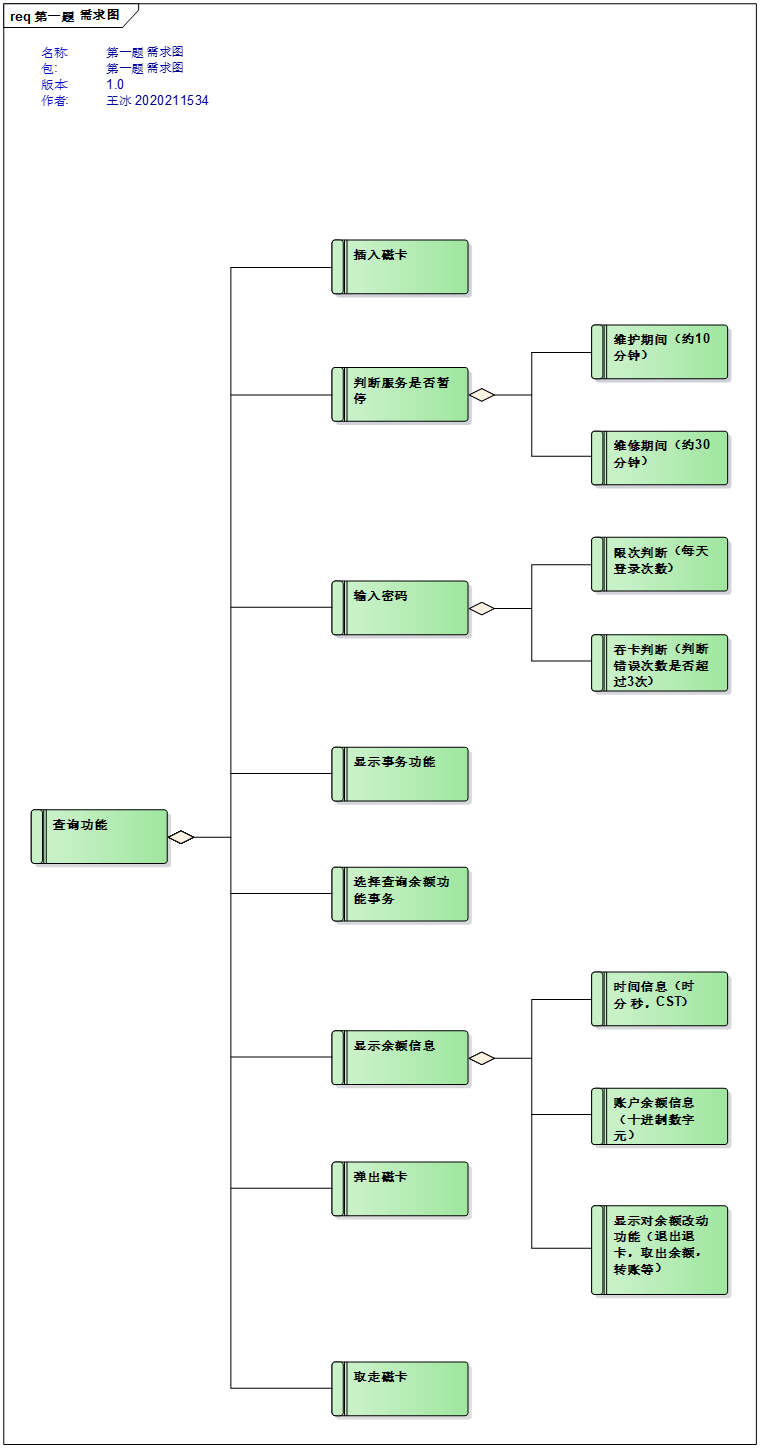 req 第一题 需求图
名称: 第一题 需求图
包: 第一题 需求图
版本: 1.0
作者: 王冰 2020211534
插入磁卡
判断服务是否暂
停
维护期间（约10
分钟）
维修期间（约30
分钟）
输入密码
限次判断（每天
登录次数）
吞卡判断（判断
错误次数是否超
过3次）
显示事务功能
查询功能
选择查询余额功
能事务
显示余额信息
时间信息（时
分 秒，CST）
账户余额信息
（十进制数字
元）
显示对余额改动
功能（退出退
卡，取出余额，
转账等）
弹出磁卡
取走磁卡